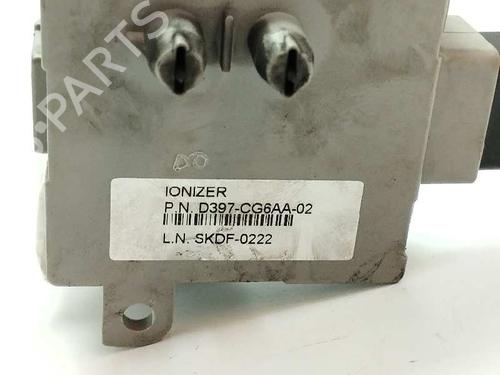 B-PARTS
IONIZER
P.N. D397-CG6AA-02
L.N. SKDF-0222